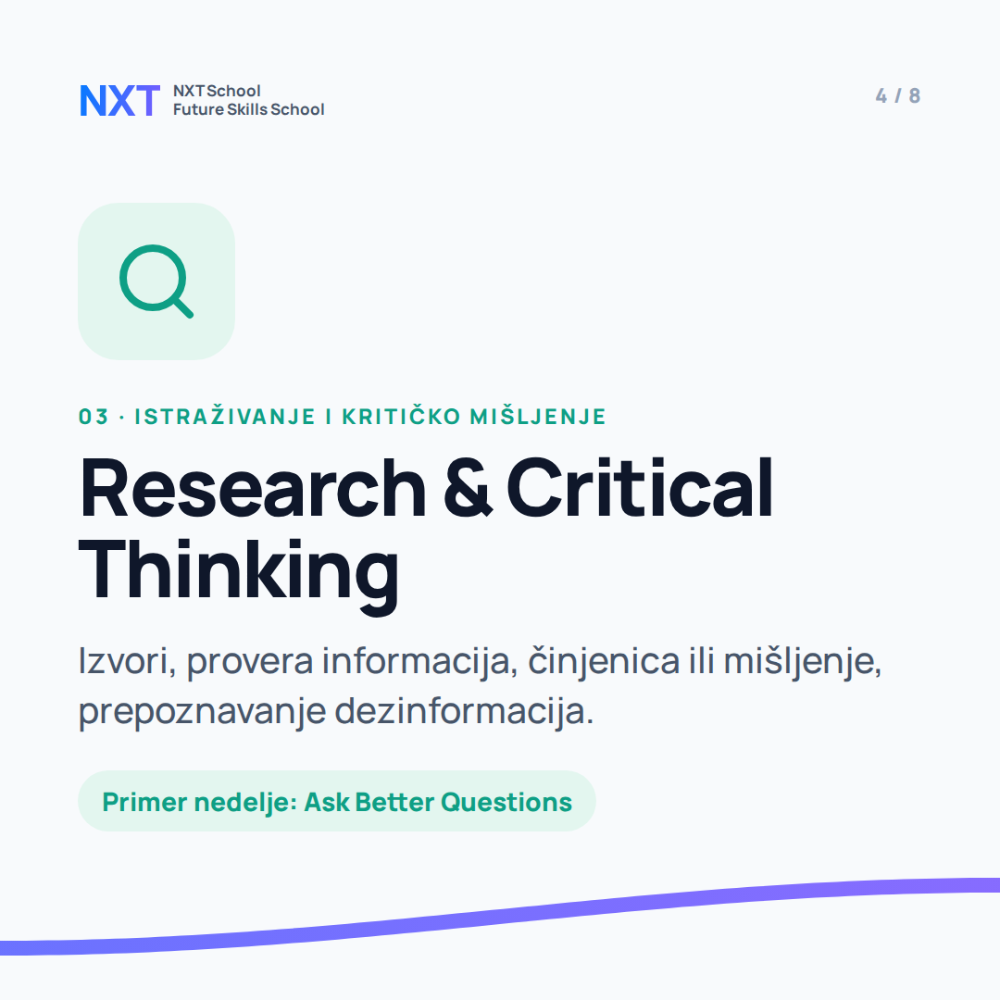 NXT
NXT School
Future Skills School
4 / 8
03 · ISTRAŽIVANJE I KRITIČKO MIŠLJENJE
Research & Critical
Thinking
Izvori, provera informacija, činjenica ili mišljenje,
prepoznavanje dezinformacija.
Primer nedelje: Ask Better Questions